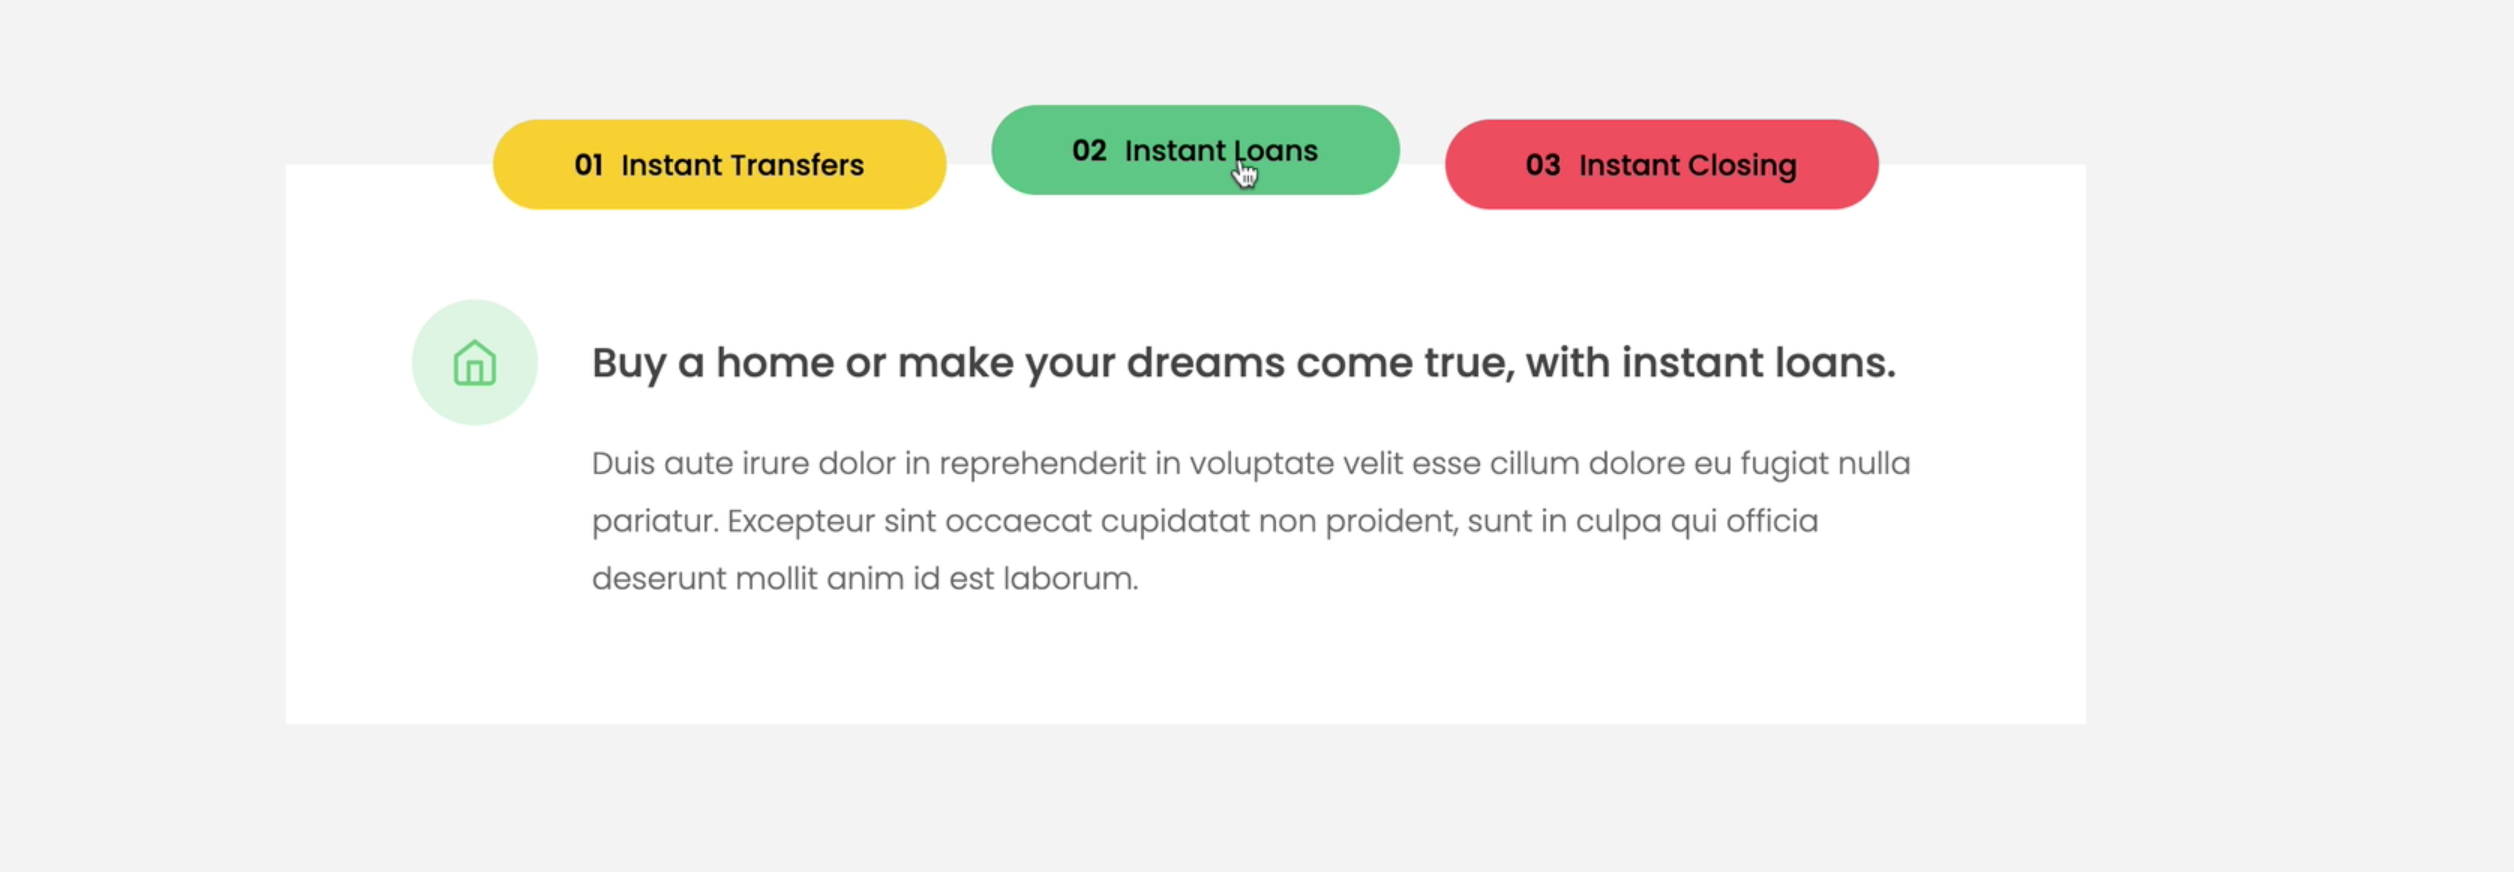 01 Instant Transfers
02 Instant Loans
03 Instant Closing
Buy a home or make your dreams come true, with instant loans.
Duis aute irure dolor in reprehenderit in voluptate velit esse cillum dolore eu fugiat nulla
pariatur. Excepteur sint occaecat cupidatat non proident, sunt in culpa qui officia
deserunt mollit anim id est laborum.